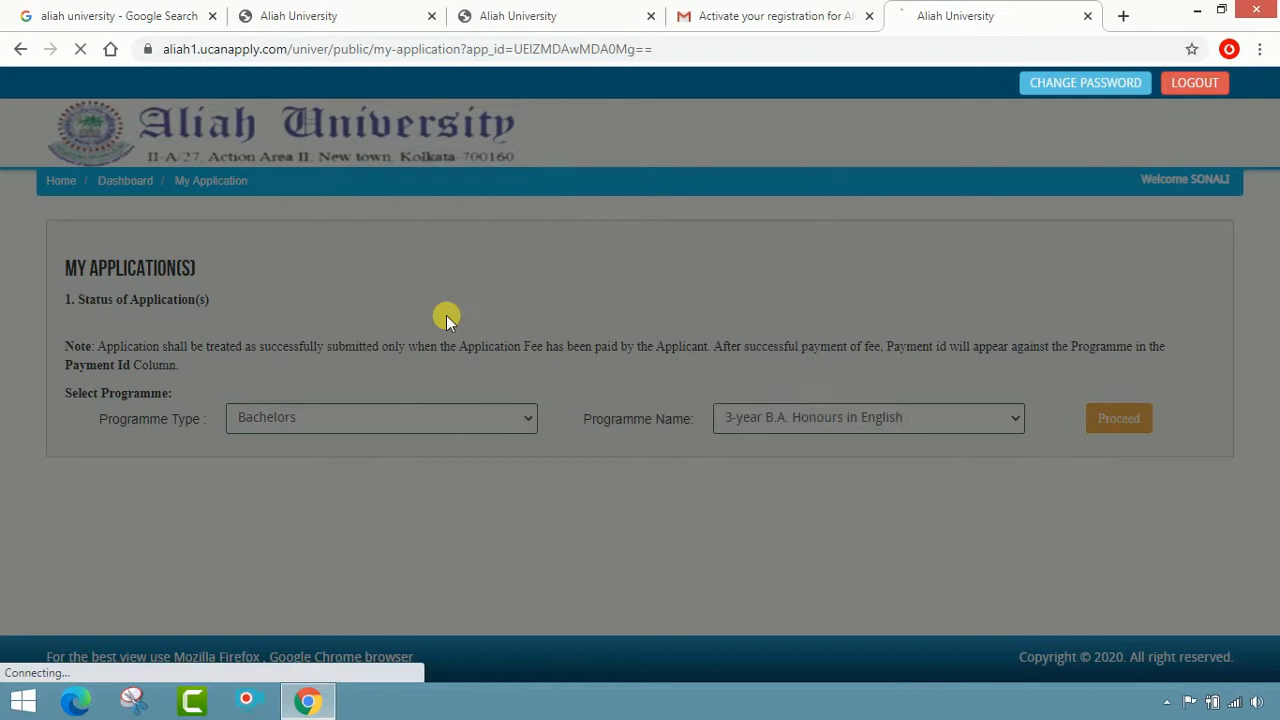 aliah university - Google Search
Aliah University
Aliah University
Activate your registration for Al
Aliah University
aliah1.ucanapply.com/univer/public/my-application?app_id=UEIZMDAwMDA0Mg==
CHANGE PASSWORD
LOGOUT
Aliah University
II-A/27, Action Area II, New town, Kolkata-700160
Home / Dashboard / My Application
Welcome SONALI
MY APPLICATION(S)
1. Status of Application(s)
Note: Application shall be treated as successfully submitted only when the Application Fee has been paid by the Applicant. After successful payment of fee, Payment id will appear against the Programme in the
Payment Id Column.
Select Programme:
Programme Type : Bachelors Programme Name: 3-year B.A. Honours in English Proceed
For the best view use Mozilla Firefox , Google Chrome browser
Copyright © 2020. All right reserved.
Connecting...